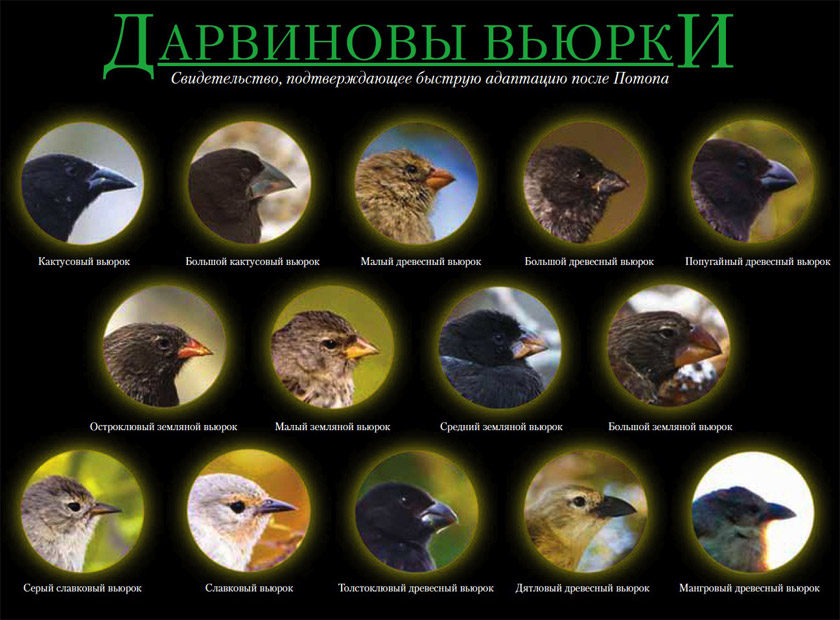 ДАРВИНОВЫ ВЬЮРКИ
Свидетельство, подтверждающее быструю адаптацию после Потопа
Кактусовый вьюрок
Большой кактусовый вьюрок
Малый древесный вьюрок
Большой древесный вьюрок
Попугайный древесный вьюрок
Остроклювый земляной вьюрок
Малый земляной вьюрок
Средний земляной вьюрок
Большой земляной вьюрок
Серый славковый вьюрок
Славковый вьюрок
Толстоклювый древесный вьюрок
Дятловый древесный вьюрок
Мангровый древесный вьюрок